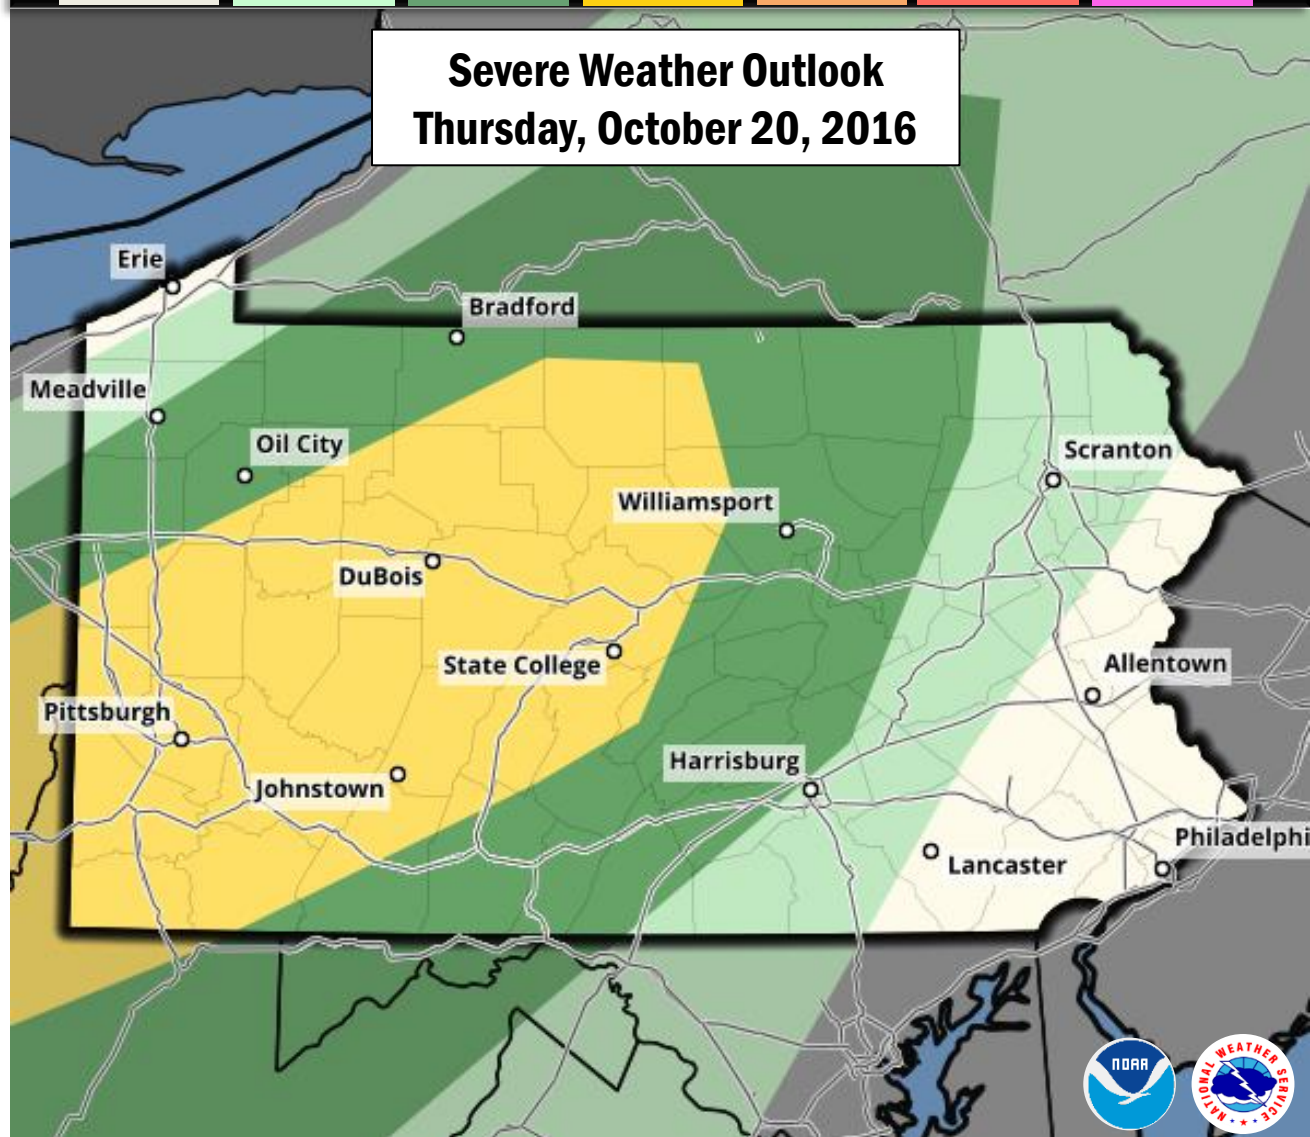 Severe Weather Outlook
Thursday, October 20, 2016
Erie
Bradford
Meadville
Oil City
Scranton
Williamsport
DuBois
State College
Allentown
Pittsburgh
Harrisburg
Johnstown
Philadelphi
Lancaster
NOAA
NATIONAL WEATHER SERVICE